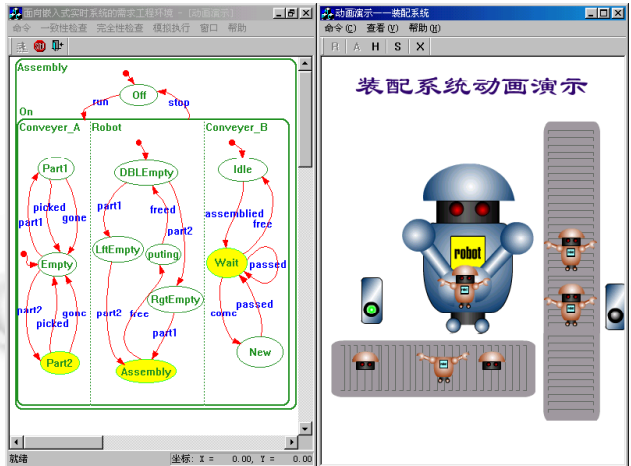 面向嵌入式实时系统的需求工程环境 - [动画演示]
命令 一致性检查 完全性检查 模拟执行 窗口 帮助
Assembly
Off
run
stop
On
Conveyer_A
Robot
Conveyer_B
Part1
DBLEmpty
Idle
picked
part1
gone
part1
freed
part2
assemblied
free
LftEmpty
puting
Empty
Wait
passed
RgtEmpty
part2
picked
gone
part2
free
part1
come
passed
Part2
Assembly
New
就绪
坐标: X = 0.00, Y = 0.00
动画演示——装配系统
命令(C) 查看(V) 帮助(H)
R A H S X
装配系统动画演示
robot